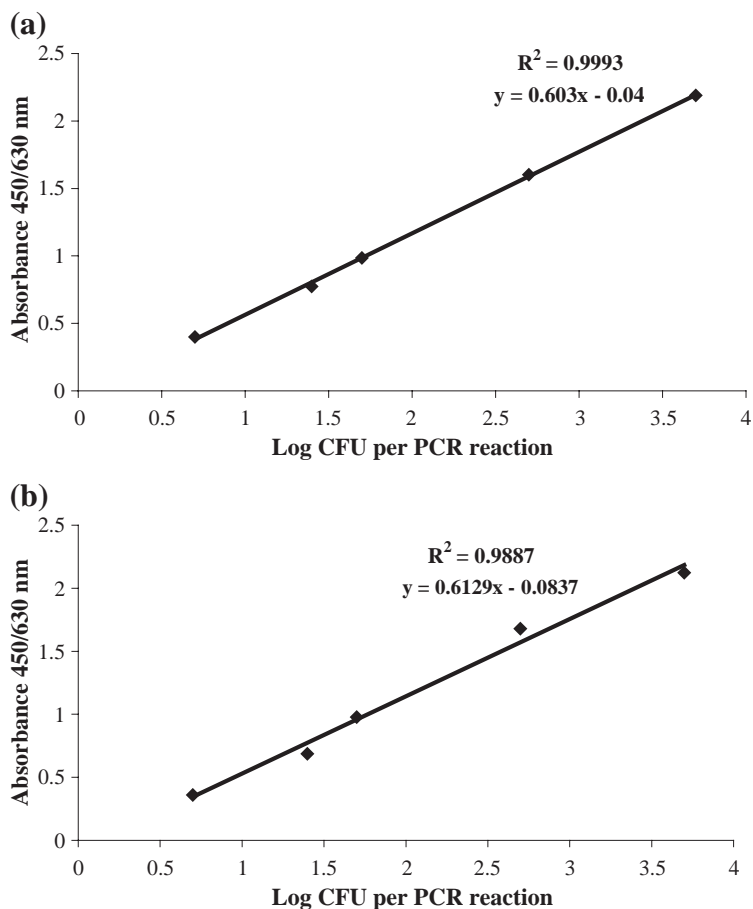 (a)
R² = 0.9993
y = 0.603x - 0.04
Absorbance 450/630 nm
2.5
2
1.5
1
0.5
0
0 0.5 1 1.5 2 2.5 3 3.5 4
Log CFU per PCR reaction
(b)
R² = 0.9887
y = 0.6129x - 0.0837
Absorbance 450/630 nm
2.5
2
1.5
1
0.5
0
0 0.5 1 1.5 2 2.5 3 3.5 4
Log CFU per PCR reaction